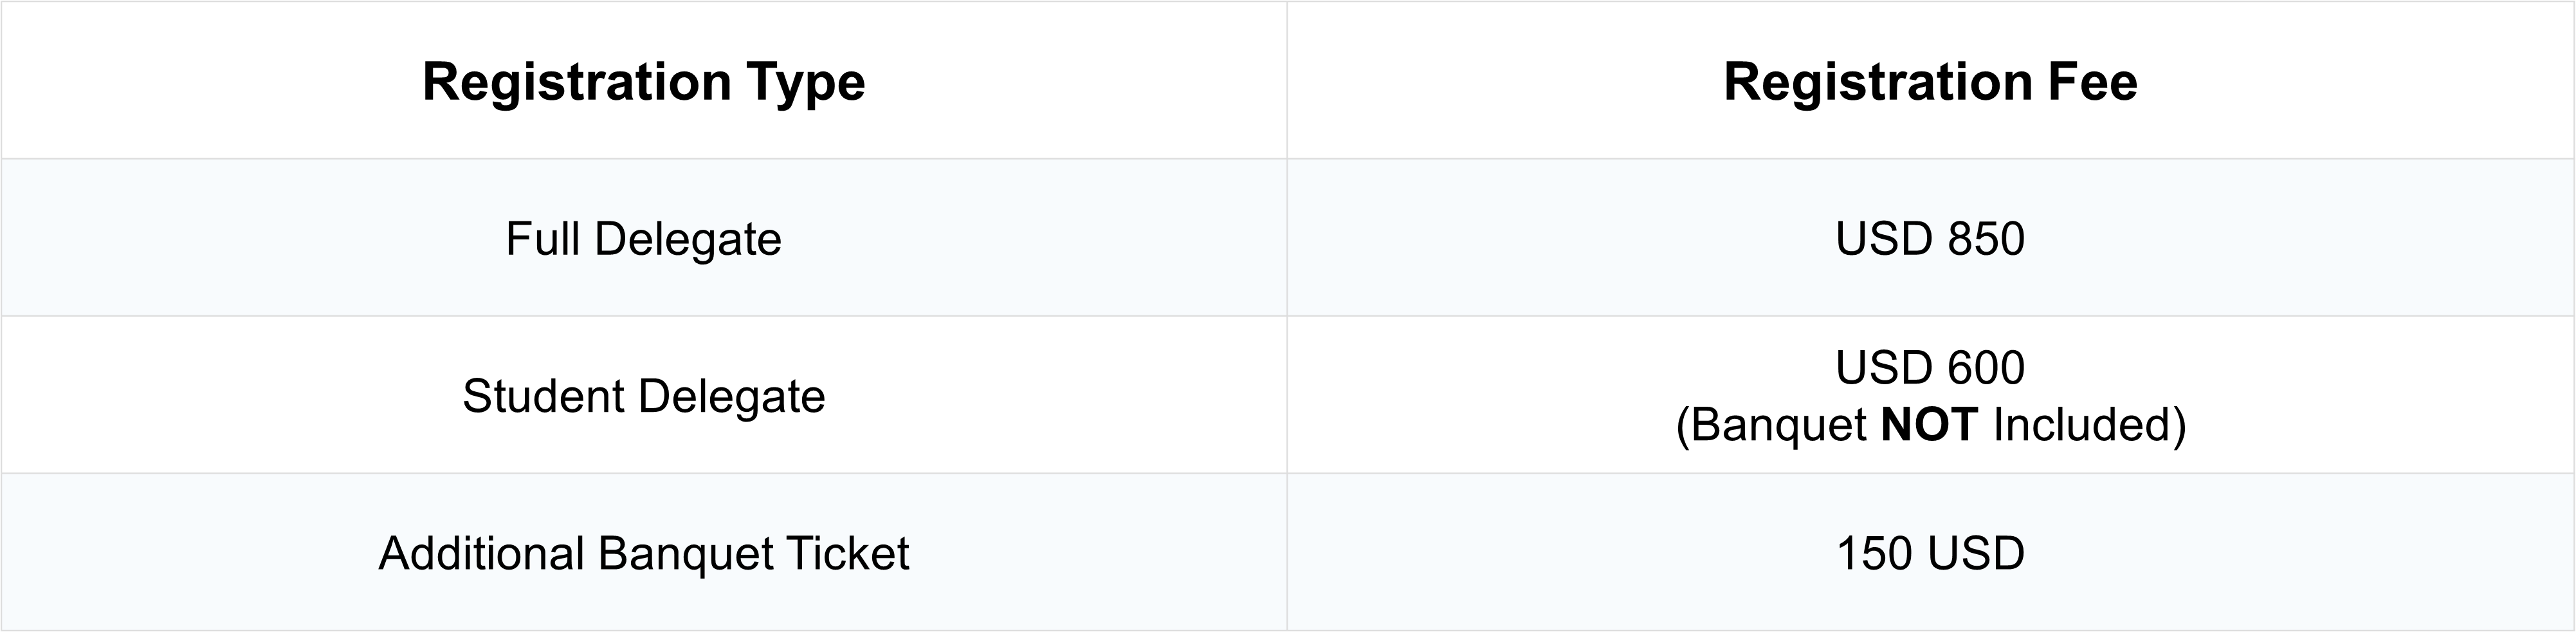 Registration Type
Registration Fee
Full Delegate
USD 850
Student Delegate
USD 600
(Banquet NOT Included)
Additional Banquet Ticket
150 USD